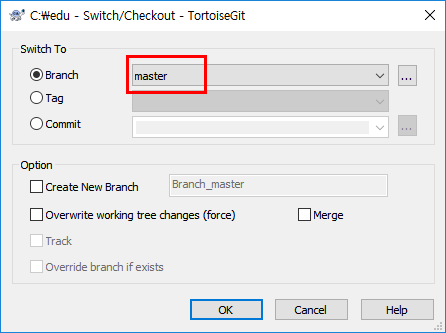 C:₩edu - Switch/Checkout - TortoiseGit
Switch To
Branch
master
...
Tag
Commit
...
Option
Create New Branch
Branch_master
Overwrite working tree changes (force)
Merge
Track
Override branch if exists
OK
Cancel
Help